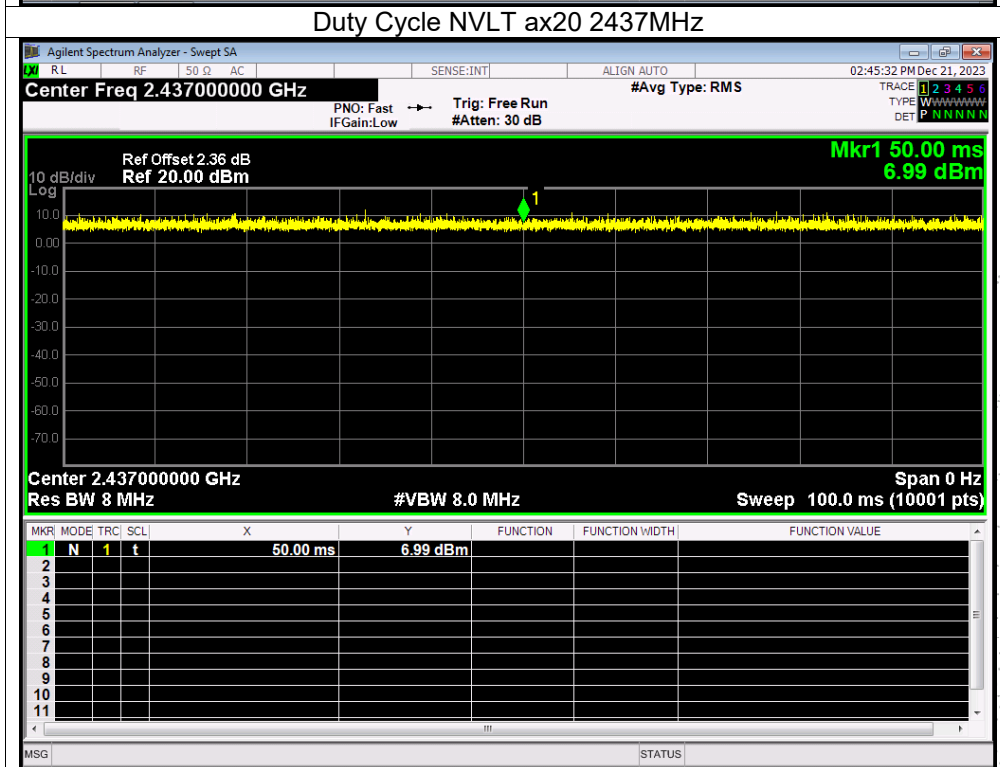 Duty Cycle NVLT ax20 2437MHz
Agilent Spectrum Analyzer - Swept SA
LXI RL RF 50 Ω AC SENSE:INT ALIGN AUTO 02:45:32 PM Dec 21, 2023
Center Freq 2.437000000 GHz #Avg Type: RMS TRACE 1 2 3 4 5 6
PNO: Fast Trig: Free Run TYPE WWWWWW
IFGain:Low #Atten: 30 dB DET P N N N N N
Mkr1 50.00 ms
Ref Offset 2.36 dB
10 dB/div Ref 20.00 dBm 6.99 dBm
Log
1
10.0
0.00
-10.0
-20.0
-30.0
-40.0
-50.0
-60.0
-70.0
Center 2.437000000 GHz Span 0 Hz
Res BW 8 MHz #VBW 8.0 MHz Sweep 100.0 ms (10001 pts)
MKR MODE TRC SCL X Y FUNCTION FUNCTION WIDTH FUNCTION VALUE
1 N 1 t 50.00 ms 6.99 dBm
2
3
4
5
6
7
8
9
10
11
MSG STATUS